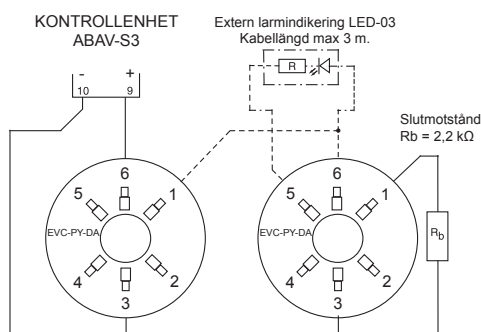 KONTROLLENHET
ABAV-S3
Extern larmindikering LED-03
Kabellängd max 3 m.
- +
10 9
R
Slutmotstånd
Rb = 2,2 kΩ
6
5 1
EVC-PY-DA
4 2
3
6
5 1
EVC-PY-DA
4 2
3
Rb